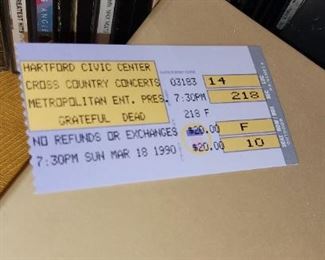 HARTFORD CIVIC CENTER
CROSS COUNTRY CONCERTS
METROPOLITAN ENT. PRES.
GRATEFUL DEAD
NO REFUNDS OR EXCHANGES
7:30PM SUN MAR 18 1990
03183 14
7:30PM 218
218 F
$20.00 F
$20.00 10